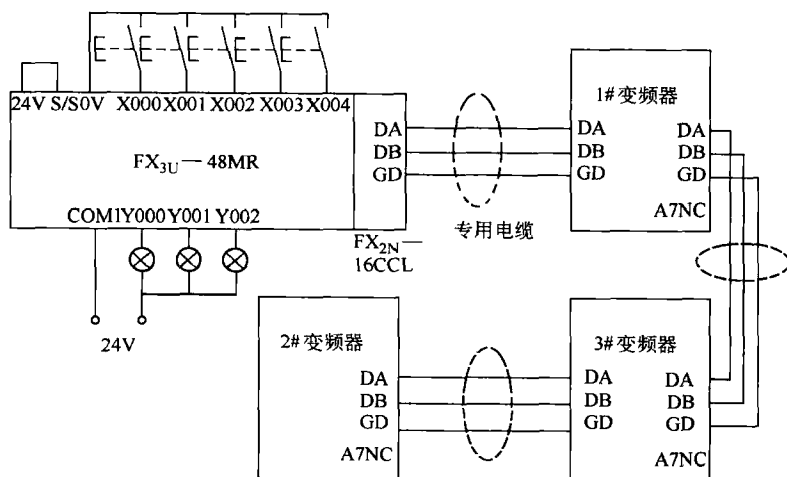 24V S/S0V X000 X001 X002 X003 X004
FX3U—48MR
COM1Y000 Y001 Y002
24V
DA
DB
GD
FX2N—
16CCL
专用电缆
1#变频器
DA
DB
GD
DA
DB
GD
A7NC
2#变频器
DA
DB
GD
A7NC
3#变频器
DA
DB
GD
DA
DB
GD
A7NC